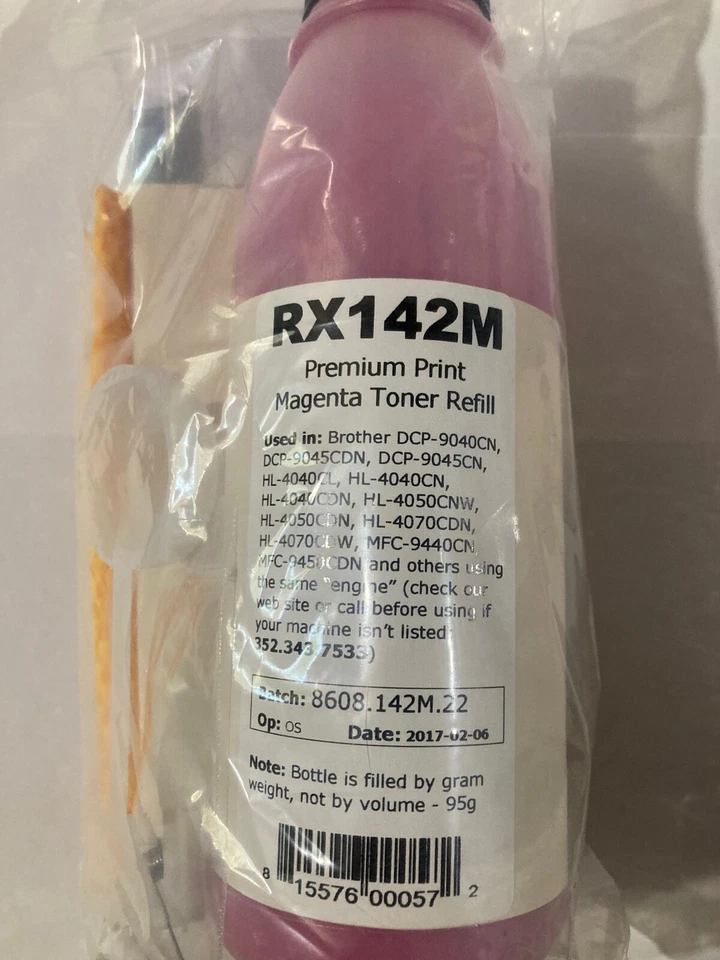 RX142M
Premium Print
Magenta Toner Refill
Used in: Brother DCP-9040CN,
DCP-9045CDN, DCP-9045CN,
HL-4040CL, HL-4040CN,
HL-4040CDN, HL-4050CNW,
HL-4050CDN, HL-4070CDN,
HL-4070CDW, MFC-9440CN
MFC-9450CDN and others using
the same "engine" (check our
web site or call before using if
your machine isn't listed:
352.343.7533)
Batch: 8608.142M.22
Op: OS Date: 2017-02-06
Note: Bottle is filled by gram
weight, not by volume - 95g
8 15576 00057 2